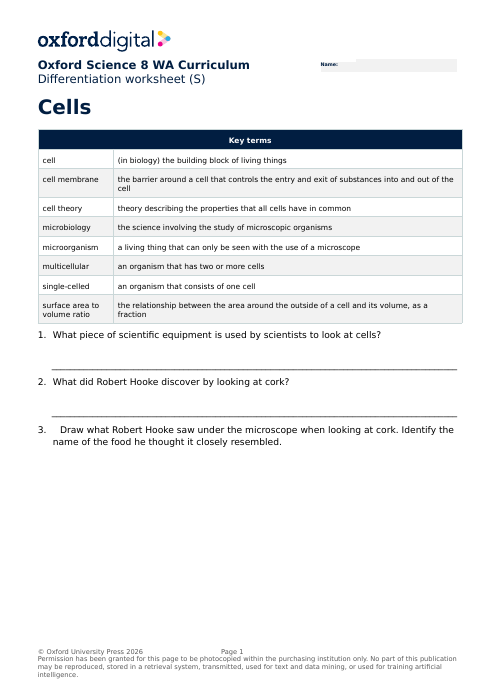 oxforddigital
Oxford Science 8 WA Curriculum
Name:
Differentiation worksheet (S)
Cells
Key terms
cell (in biology) the building block of living things
cell membrane the barrier around a cell that controls the entry and exit of substances into and out of the
cell
cell theory theory describing the properties that all cells have in common
microbiology the science involving the study of microscopic organisms
microorganism a living thing that can only be seen with the use of a microscope
multicellular an organism that has two or more cells
single-celled an organism that consists of one cell
surface area to the relationship between the area around the outside of a cell and its volume, as a
volume ratio fraction
1. What piece of scientific equipment is used by scientists to look at cells?
2. What did Robert Hooke discover by looking at cork?
3. Draw what Robert Hooke saw under the microscope when looking at cork. Identify the
name of the food he thought it closely resembled.
© Oxford University Press 2026 Page 1
Permission has been granted for this page to be photocopied within the purchasing institution only. No part of this publication
may be reproduced, stored in a retrieval system, transmitted, used for text and data mining, or used for training artificial
intelligence.